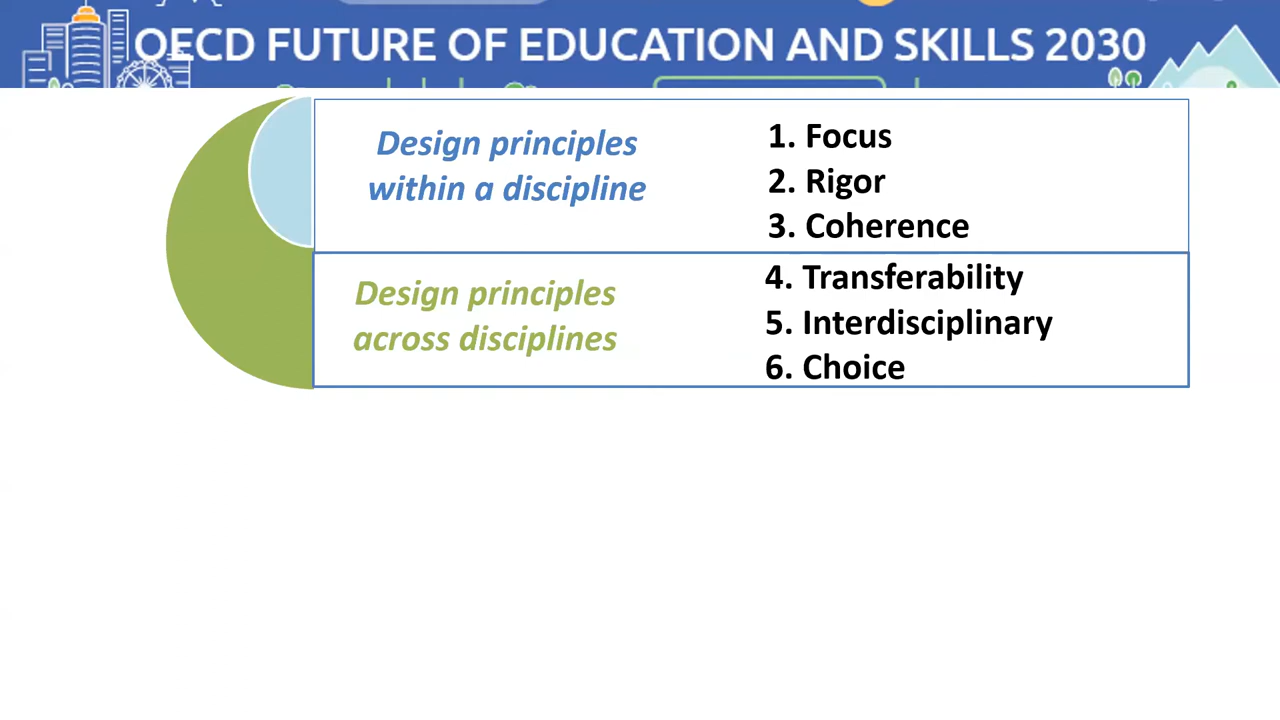 OECD FUTURE OF EDUCATION AND SKILLS 2030
Design principles
within a discipline
1. Focus
2. Rigor
3. Coherence
Design principles
across disciplines
4. Transferability
5. Interdisciplinary
6. Choice